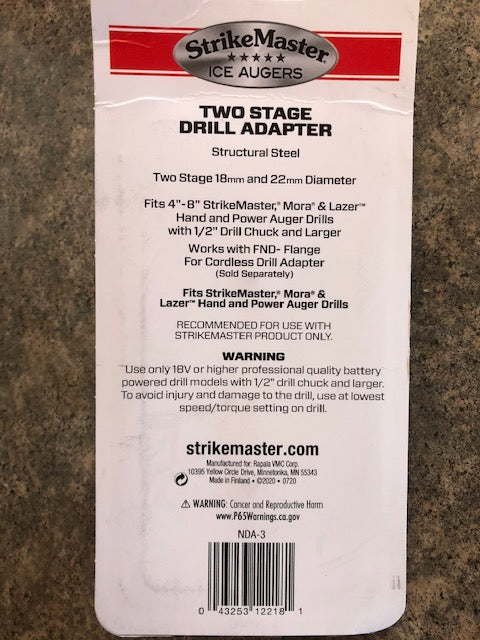 StrikeMaster®
★★★★★
ICE AUGERS
TWO STAGE
DRILL ADAPTER
Structural Steel
Two Stage 18mm and 22mm Diameter
Fits 4"-8" StrikeMaster,® Mora® & Lazer™
Hand and Power Auger Drills
with 1/2" Drill Chuck and Larger
Works with FND- Flange
For Cordless Drill Adapter
(Sold Separately)
Fits StrikeMaster,® Mora® &
Lazer™ Hand and Power Auger Drills
RECOMMENDED FOR USE WITH
STRIKEMASTER PRODUCT ONLY.
WARNING
Use only 18V or higher professional quality battery
powered drill models with 1/2" drill chuck and larger.
To avoid injury and damage to the drill, use at lowest
speed/torque setting on drill.
strikemaster.com
Manufactured for: Rapala VMC Corp.
10395 Yellow Circle Drive, Minnetonka, MN 55343
Made in Finland • ©2020 • 0720
⚠ WARNING: Cancer and Reproductive Harm
www.P65Warnings.ca.gov
NDA-3
0 43253 12218 1